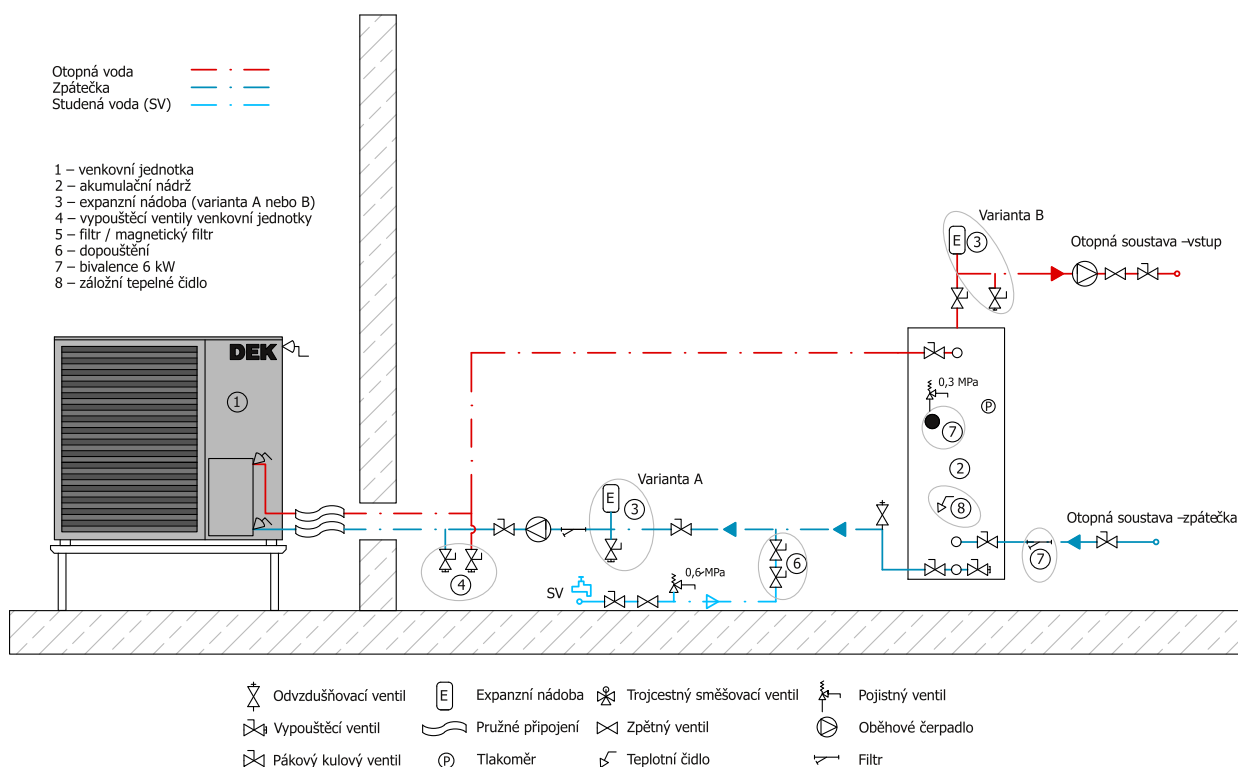 Otopná voda
Zpátečka
Studená voda (SV)
1 – venkovní jednotka
2 – akumulační nádrž
3 – expanzní nádoba (varianta A nebo B)
4 – vypouštěcí ventily venkovní jednotky
5 – filtr / magnetický filtr
6 – dopouštění
7 – bivalence 6 kW
8 – záložní tepelné čidlo
DEK
1
Varianta B
E
3
Otopná soustava –vstup
0,3 MPa
P
7
2
8
Varianta A
E
3
Otopná soustava –zpátečka
7
4
6
SV
0,6-MPa
Odvzdušňovací ventil
E
Expanzní nádoba
Trojcestný směšovací ventil
Pojistný ventil
Vypouštěcí ventil
Pružné připojení
Zpětný ventil
Oběhové čerpadlo
Pákový kulový ventil
P
Tlakoměr
Teplotní čidlo
Filtr